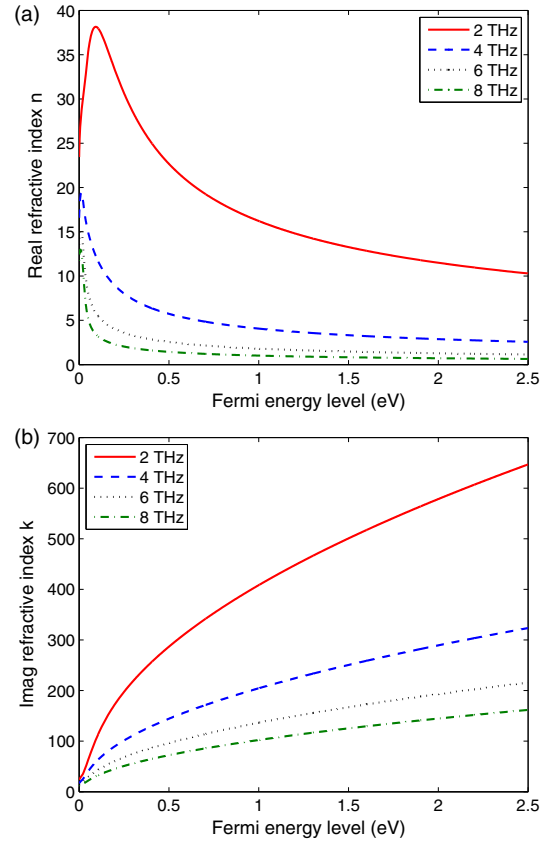 (a)
40
35
30
25
20
15
10
5
0
Real refractive index n
2 THz
4 THz
6 THz
8 THz
0 0.5 1 1.5 2 2.5
Fermi energy level (eV)
(b)
700
600
500
400
300
200
100
0
Imag refractive index k
2 THz
4 THz
6 THz
8 THz
0 0.5 1 1.5 2 2.5
Fermi energy level (eV)